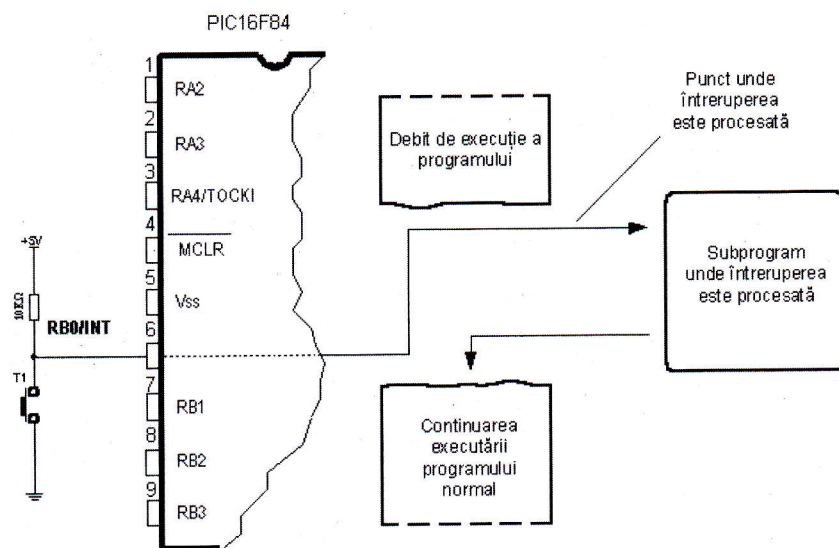 PIC16F84
1
RA2
2
RA3
3
RA4/TOCKI
4
MCLR
5
Vss
6
7
RB1
8
RB2
9
RB3
+5V
10KΩ
RB0/INT
T1
Debit de execuție a
programului
Punct unde
întreruperea
este procesată
Subprogram
unde întreruperea
este procesată
Continuarea
executării
programului
normal